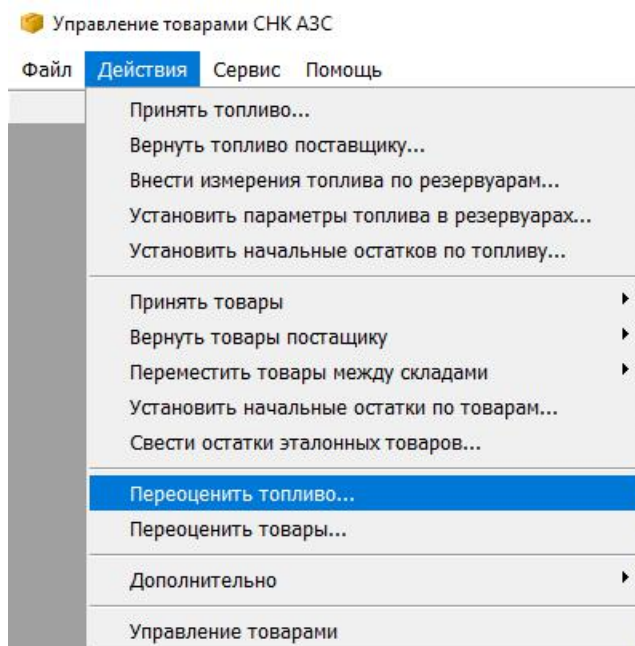 Управление товарами СНК АЗС
Файл Действия Сервис Помощь
Принять топливо...
Вернуть топливо поставщику...
Внести измерения топлива по резервуарам...
Установить параметры топлива в резервуарах...
Установить начальные остатков по топливу...
Принять товары
Вернуть товары постащику
Переместить товары между складами
Установить начальные остатки по товарам...
Свести остатки эталонных товаров...
Переоценить топливо...
Переоценить товары...
Дополнительно
Управление товарами